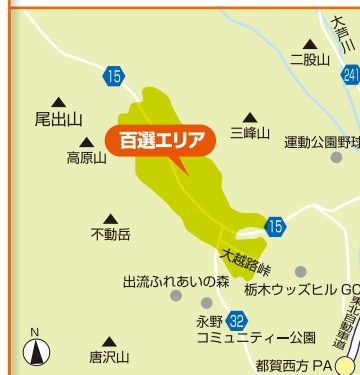 大芦川
二股山
15
241
尾出山
百選エリア
三峰山
高原山
運動公園野球
不動岳
15
大越路峠
出流ふれあいの森
栃木ウッズヒルGC
永野
32
コミュニティー公園
東北自動車道
N
唐沢山
都賀西方PA